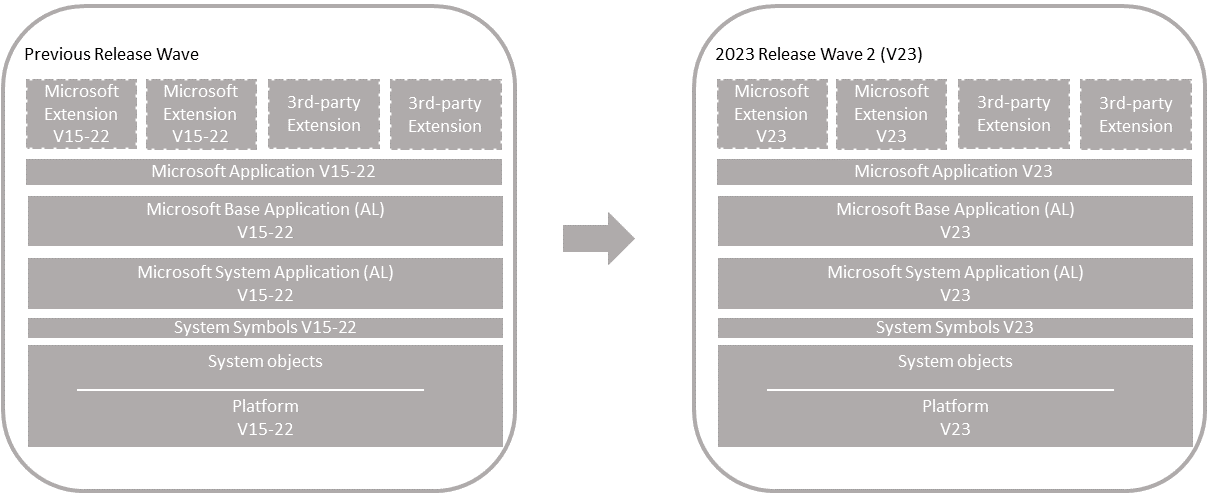 Previous Release Wave
Microsoft
Extension
V15-22
Microsoft
Extension
V15-22
3rd-party
Extension
3rd-party
Extension
Microsoft Application V15-22
Microsoft Base Application (AL)
V15-22
Microsoft System Application (AL)
V15-22
System Symbols V15-22
System objects
Platform
V15-22
2023 Release Wave 2 (V23)
Microsoft
Extension
V23
Microsoft
Extension
V23
3rd-party
Extension
3rd-party
Extension
Microsoft Application V23
Microsoft Base Application (AL)
V23
Microsoft System Application (AL)
V23
System Symbols V23
System objects
Platform
V23